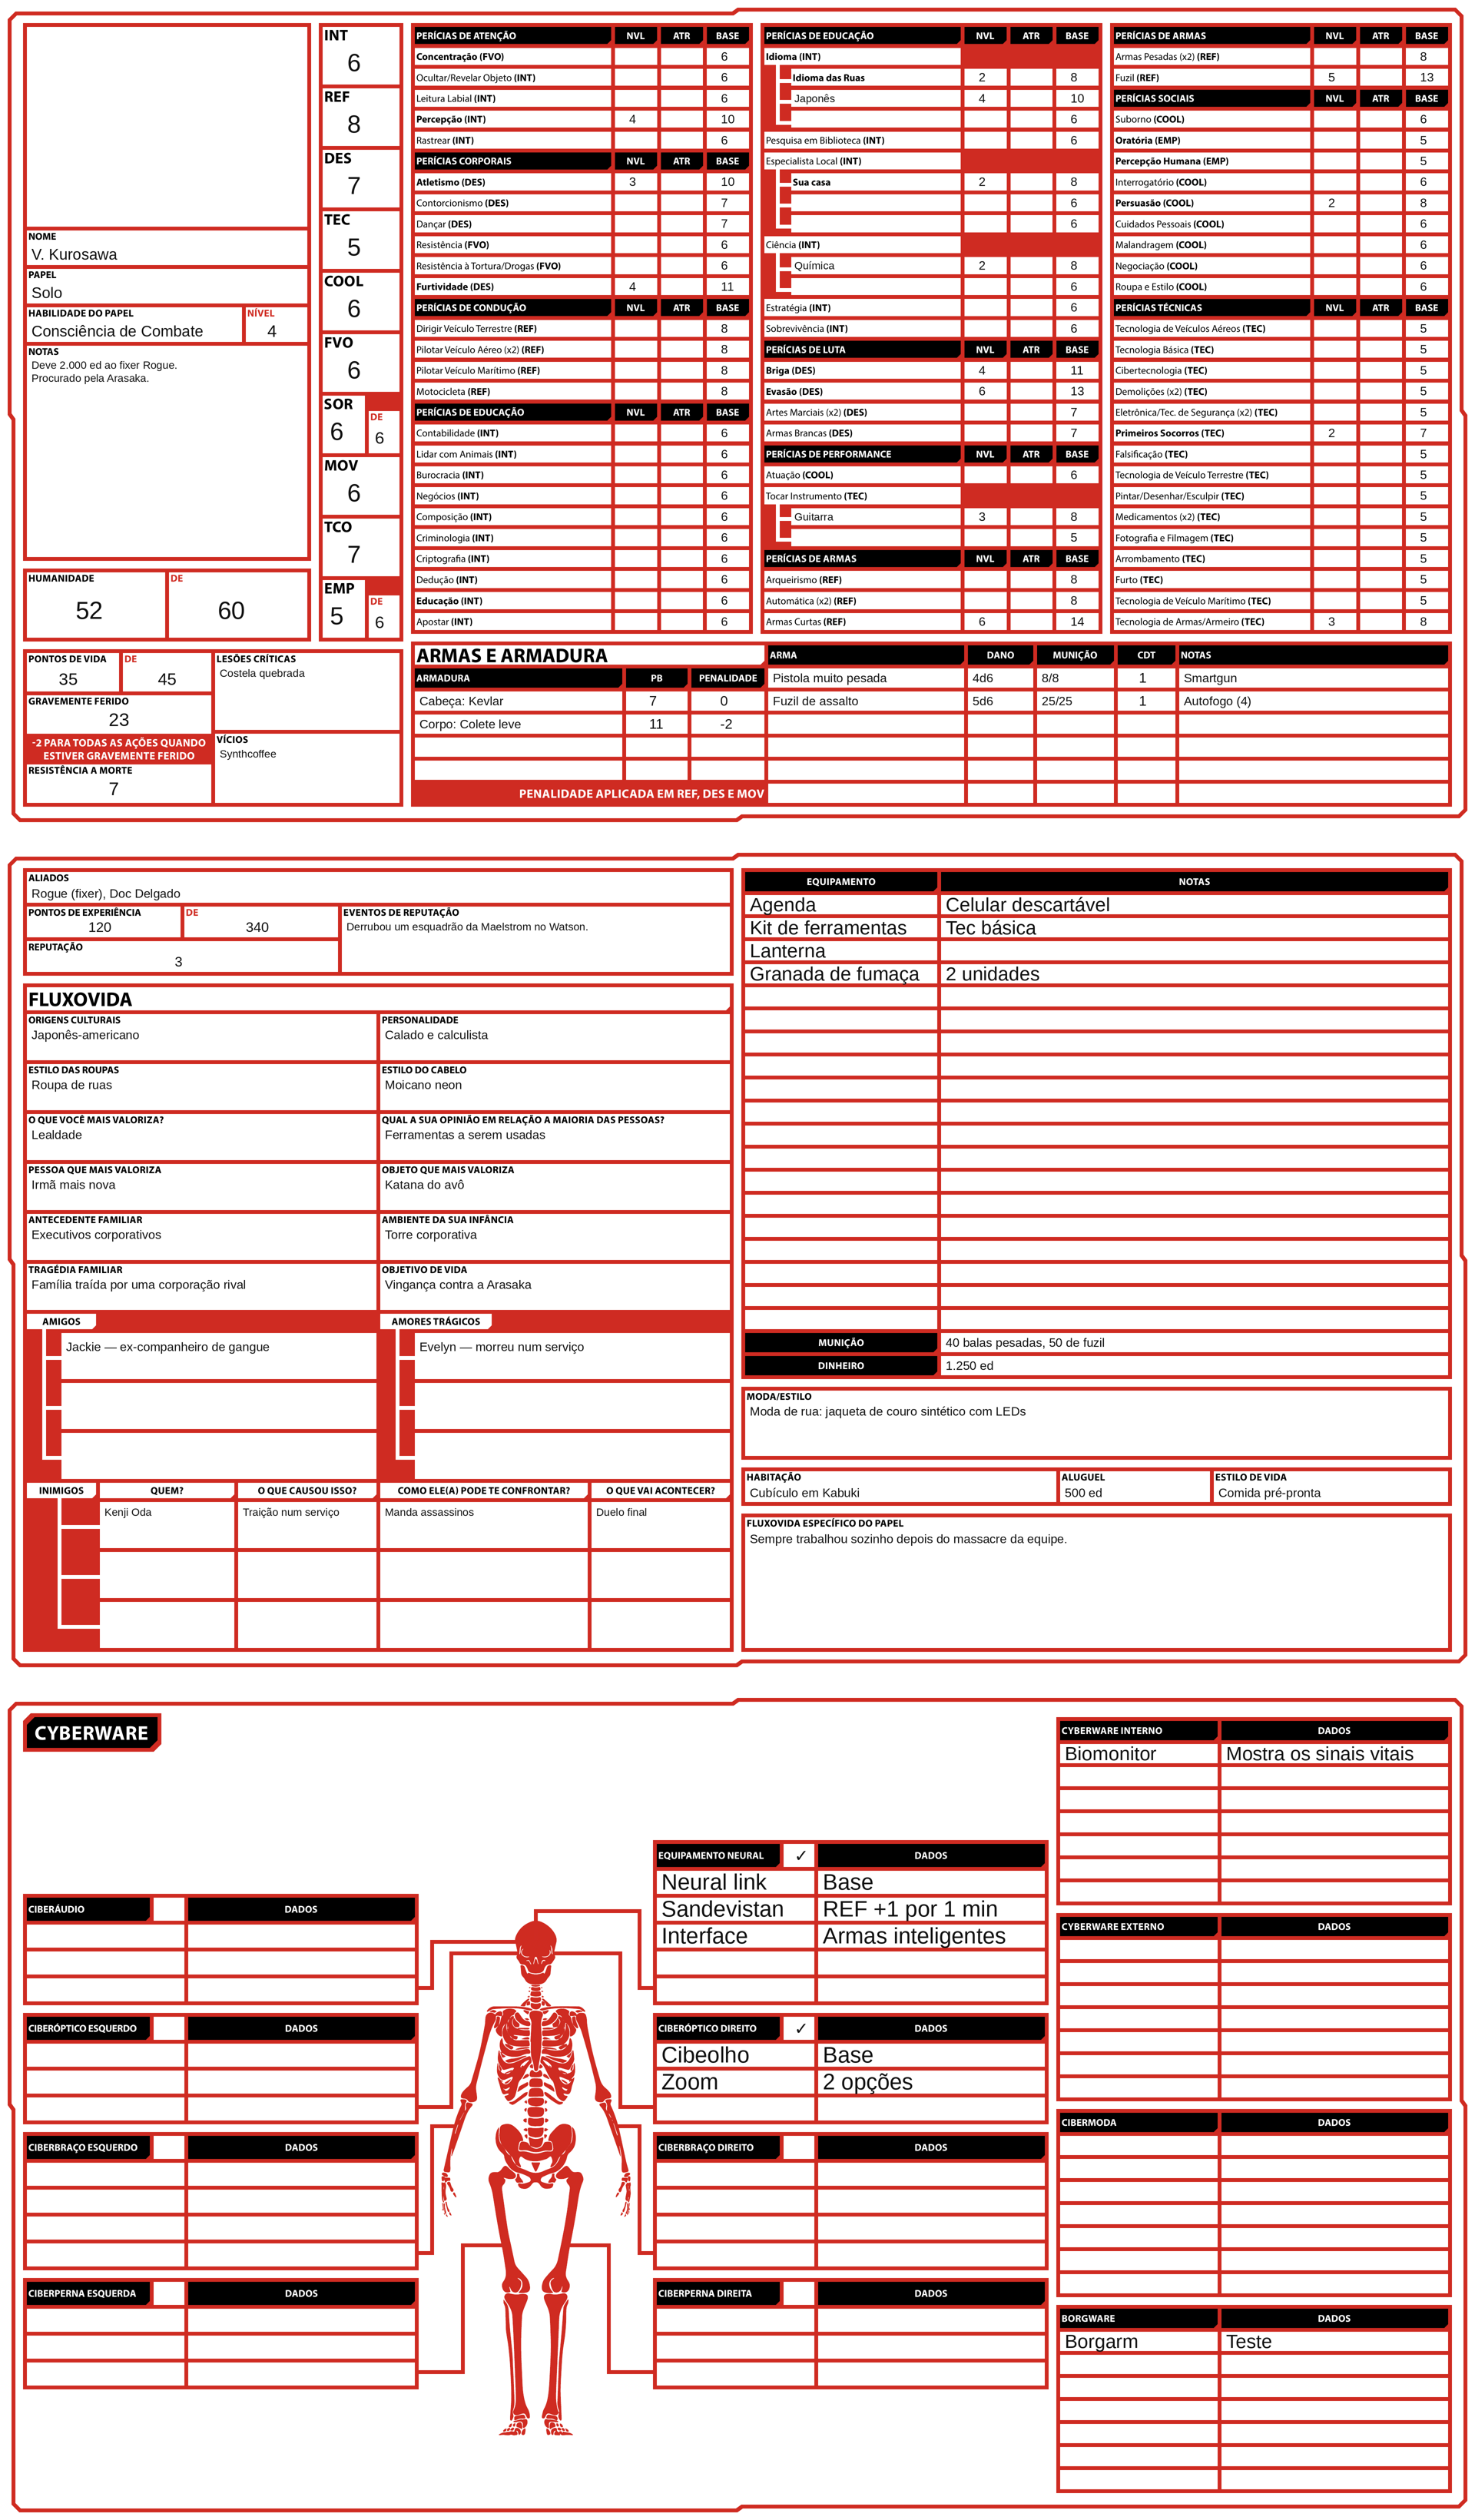 NOME
V. Kurosawa
PAPEL
Solo
HABILIDADE DO PAPEL NÍVEL
Consciência de Combate 4
NOTAS
Deve 2.000 ed ao fixer Rogue.
Procurado pela Arasaka.
HUMANIDADE DE
52 60
INT
6
REF
8
DES
7
TEC
5
COOL
6
FVO
6
SOR DE
6 6
MOV
6
TCO
7
EMP DE
5 6
PONTOS DE VIDA DE
35 45
GRAVEMENTE FERIDO
23
-2 PARA TODAS AS AÇÕES QUANDO
ESTIVER GRAVEMENTE FERIDO
RESISTÊNCIA A MORTE
7
LESÕES CRÍTICAS
Costela quebrada
VÍCIOS
Synthcoffee
PERÍCIAS DE ATENÇÃO NVL ATR BASE
Concentração (FVO) 6
Ocultar/Revelar Objeto (INT) 6
Leitura Labial (INT) 6
Percepção (INT) 4 10
Rastrear (INT) 6
PERÍCIAS CORPORAIS NVL ATR BASE
Atletismo (DES) 3 10
Contorcionismo (DES) 7
Dançar (DES) 7
Resistência (FVO) 6
Resistência à Tortura/Drogas (FVO) 6
Furtividade (DES) 4 11
PERÍCIAS DE CONDUÇÃO NVL ATR BASE
Dirigir Veículo Terrestre (REF) 8
Pilotar Veículo Aéreo (x2) (REF) 8
Pilotar Veículo Marítimo (REF) 8
Motocicleta (REF) 8
PERÍCIAS DE EDUCAÇÃO NVL ATR BASE
Contabilidade (INT) 6
Lidar com Animais (INT) 6
Burocracia (INT) 6
Negócios (INT) 6
Composição (INT) 6
Criminologia (INT) 6
Criptografia (INT) 6
Dedução (INT) 6
Educação (INT) 6
Apostar (INT) 6
PERÍCIAS DE EDUCAÇÃO NVL ATR BASE
Idioma (INT)
Idioma das Ruas 2 8
Japonês 4 10
6
Pesquisa em Biblioteca (INT) 6
Especialista Local (INT)
Sua casa 2 8
6
6
Ciência (INT)
Química 2 8
6
Estratégia (INT) 6
Sobrevivência (INT) 6
PERÍCIAS DE LUTA NVL ATR BASE
Briga (DES) 4 11
Evasão (DES) 6 13
Artes Marciais (x2) (DES) 7
Armas Brancas (DES) 7
PERÍCIAS DE PERFORMANCE NVL ATR BASE
Atuação (COOL) 6
Tocar Instrumento (TEC)
Guitarra 3 8
5
PERÍCIAS DE ARMAS NVL ATR BASE
Arqueirismo (REF) 8
Automática (x2) (REF) 8
Armas Curtas (REF) 6 14
PERÍCIAS DE ARMAS NVL ATR BASE
Armas Pesadas (x2) (REF) 8
Fuzil (REF) 5 13
PERÍCIAS SOCIAIS NVL ATR BASE
Suborno (COOL) 6
Oratória (EMP) 5
Percepção Humana (EMP) 5
Interrogatório (COOL) 6
Persuasão (COOL) 2 8
Cuidados Pessoais (COOL) 6
Malandragem (COOL) 6
Negociação (COOL) 6
Roupa e Estilo (COOL) 6
PERÍCIAS TÉCNICAS NVL ATR BASE
Tecnologia de Veículos Aéreos (TEC) 5
Tecnologia Básica (TEC) 5
Cibertecnologia (TEC) 5
Demolições (x2) (TEC) 5
Eletrônica/Tec. de Segurança (x2) (TEC) 5
Primeiros Socorros (TEC) 2 7
Falsificação (TEC) 5
Tecnologia de Veículo Terrestre (TEC) 5
Pintar/Desenhar/Esculpir (TEC) 5
Medicamentos (x2) (TEC) 5
Fotografia e Filmagem (TEC) 5
Arrombamento (TEC) 5
Furto (TEC) 5
Tecnologia de Veículo Marítimo (TEC) 5
Tecnologia de Armas/Armeiro (TEC) 3 8
ARMAS E ARMADURA
ARMADURA PB PENALIDADE
Cabeça: Kevlar 7 0
Corpo: Colete leve 11 -2
PENALIDADE APLICADA EM REF, DES E MOV
ARMA DANO MUNIÇÃO CDT NOTAS
Pistola muito pesada 4d6 8/8 1 Smartgun
Fuzil de assalto 5d6 25/25 1 Autofogo (4)
ALIADOS
Rogue (fixer), Doc Delgado
PONTOS DE EXPERIÊNCIA DE
120 340
REPUTAÇÃO
3
EVENTOS DE REPUTAÇÃO
Derrubou um esquadrão da Maelstrom no Watson.
FLUXOVIDA
ORIGENS CULTURAIS PERSONALIDADE
Japonês-americano Calado e calculista
ESTILO DAS ROUPAS ESTILO DO CABELO
Roupa de ruas Moicano neon
O QUE VOCÊ MAIS VALORIZA? QUAL A SUA OPINIÃO EM RELAÇÃO A MAIORIA DAS PESSOAS?
Lealdade Ferramentas a serem usadas
PESSOA QUE MAIS VALORIZA OBJETO QUE MAIS VALORIZA
Irmã mais nova Katana do avô
ANTECEDENTE FAMILIAR AMBIENTE DA SUA INFÂNCIA
Executivos corporativos Torre corporativa
TRAGÉDIA FAMILIAR OBJETIVO DE VIDA
Família traída por uma corporação rival Vingança contra a Arasaka
AMIGOS AMORES TRÁGICOS
Jackie — ex-companheiro de gangue Evelyn — morreu num serviço
INIMIGOS QUEM? O QUE CAUSOU ISSO? COMO ELE(A) PODE TE CONFRONTAR? O QUE VAI ACONTECER?
Kenji Oda Traição num serviço Manda assassinos Duelo final
EQUIPAMENTO NOTAS
Agenda Celular descartável
Kit de ferramentas Tec básica
Lanterna
Granada de fumaça 2 unidades
MUNIÇÃO 40 balas pesadas, 50 de fuzil
DINHEIRO 1.250 ed
MODA/ESTILO
Moda de rua: jaqueta de couro sintético com LEDs
HABITAÇÃO ALUGUEL ESTILO DE VIDA
Cubículo em Kabuki 500 ed Comida pré-pronta
FLUXOVIDA ESPECÍFICO DO PAPEL
Sempre trabalhou sozinho depois do massacre da equipe.
CYBERWARE
CIBERÁUDIO DADOS
CIBERÓPTICO ESQUERDO DADOS
CIBERBRAÇO ESQUERDO DADOS
CIBERPERNA ESQUERDA DADOS
EQUIPAMENTO NEURAL ✓ DADOS
Neural link Base
Sandevistan REF +1 por 1 min
Interface Armas inteligentes
CIBERÓPTICO DIREITO ✓ DADOS
Cibeolho Base
Zoom 2 opções
CIBERBRAÇO DIREITO DADOS
CIBERPERNA DIREITA DADOS
CYBERWARE INTERNO DADOS
Biomonitor Mostra os sinais vitais
CYBERWARE EXTERNO DADOS
CIBERMODA DADOS
BORGWARE DADOS
Borgarm Teste